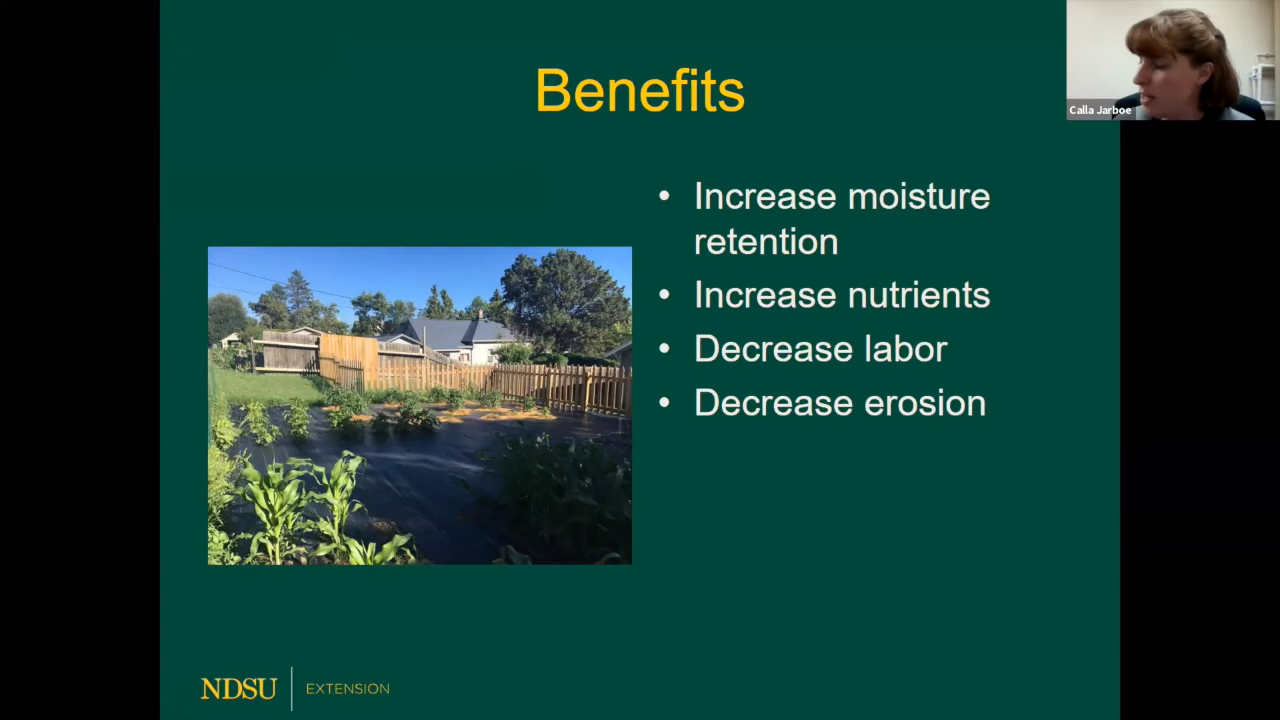 Benefits
Calla Jarboe
• Increase moisture
retention
• Increase nutrients
• Decrease labor
• Decrease erosion
NDSU EXTENSION